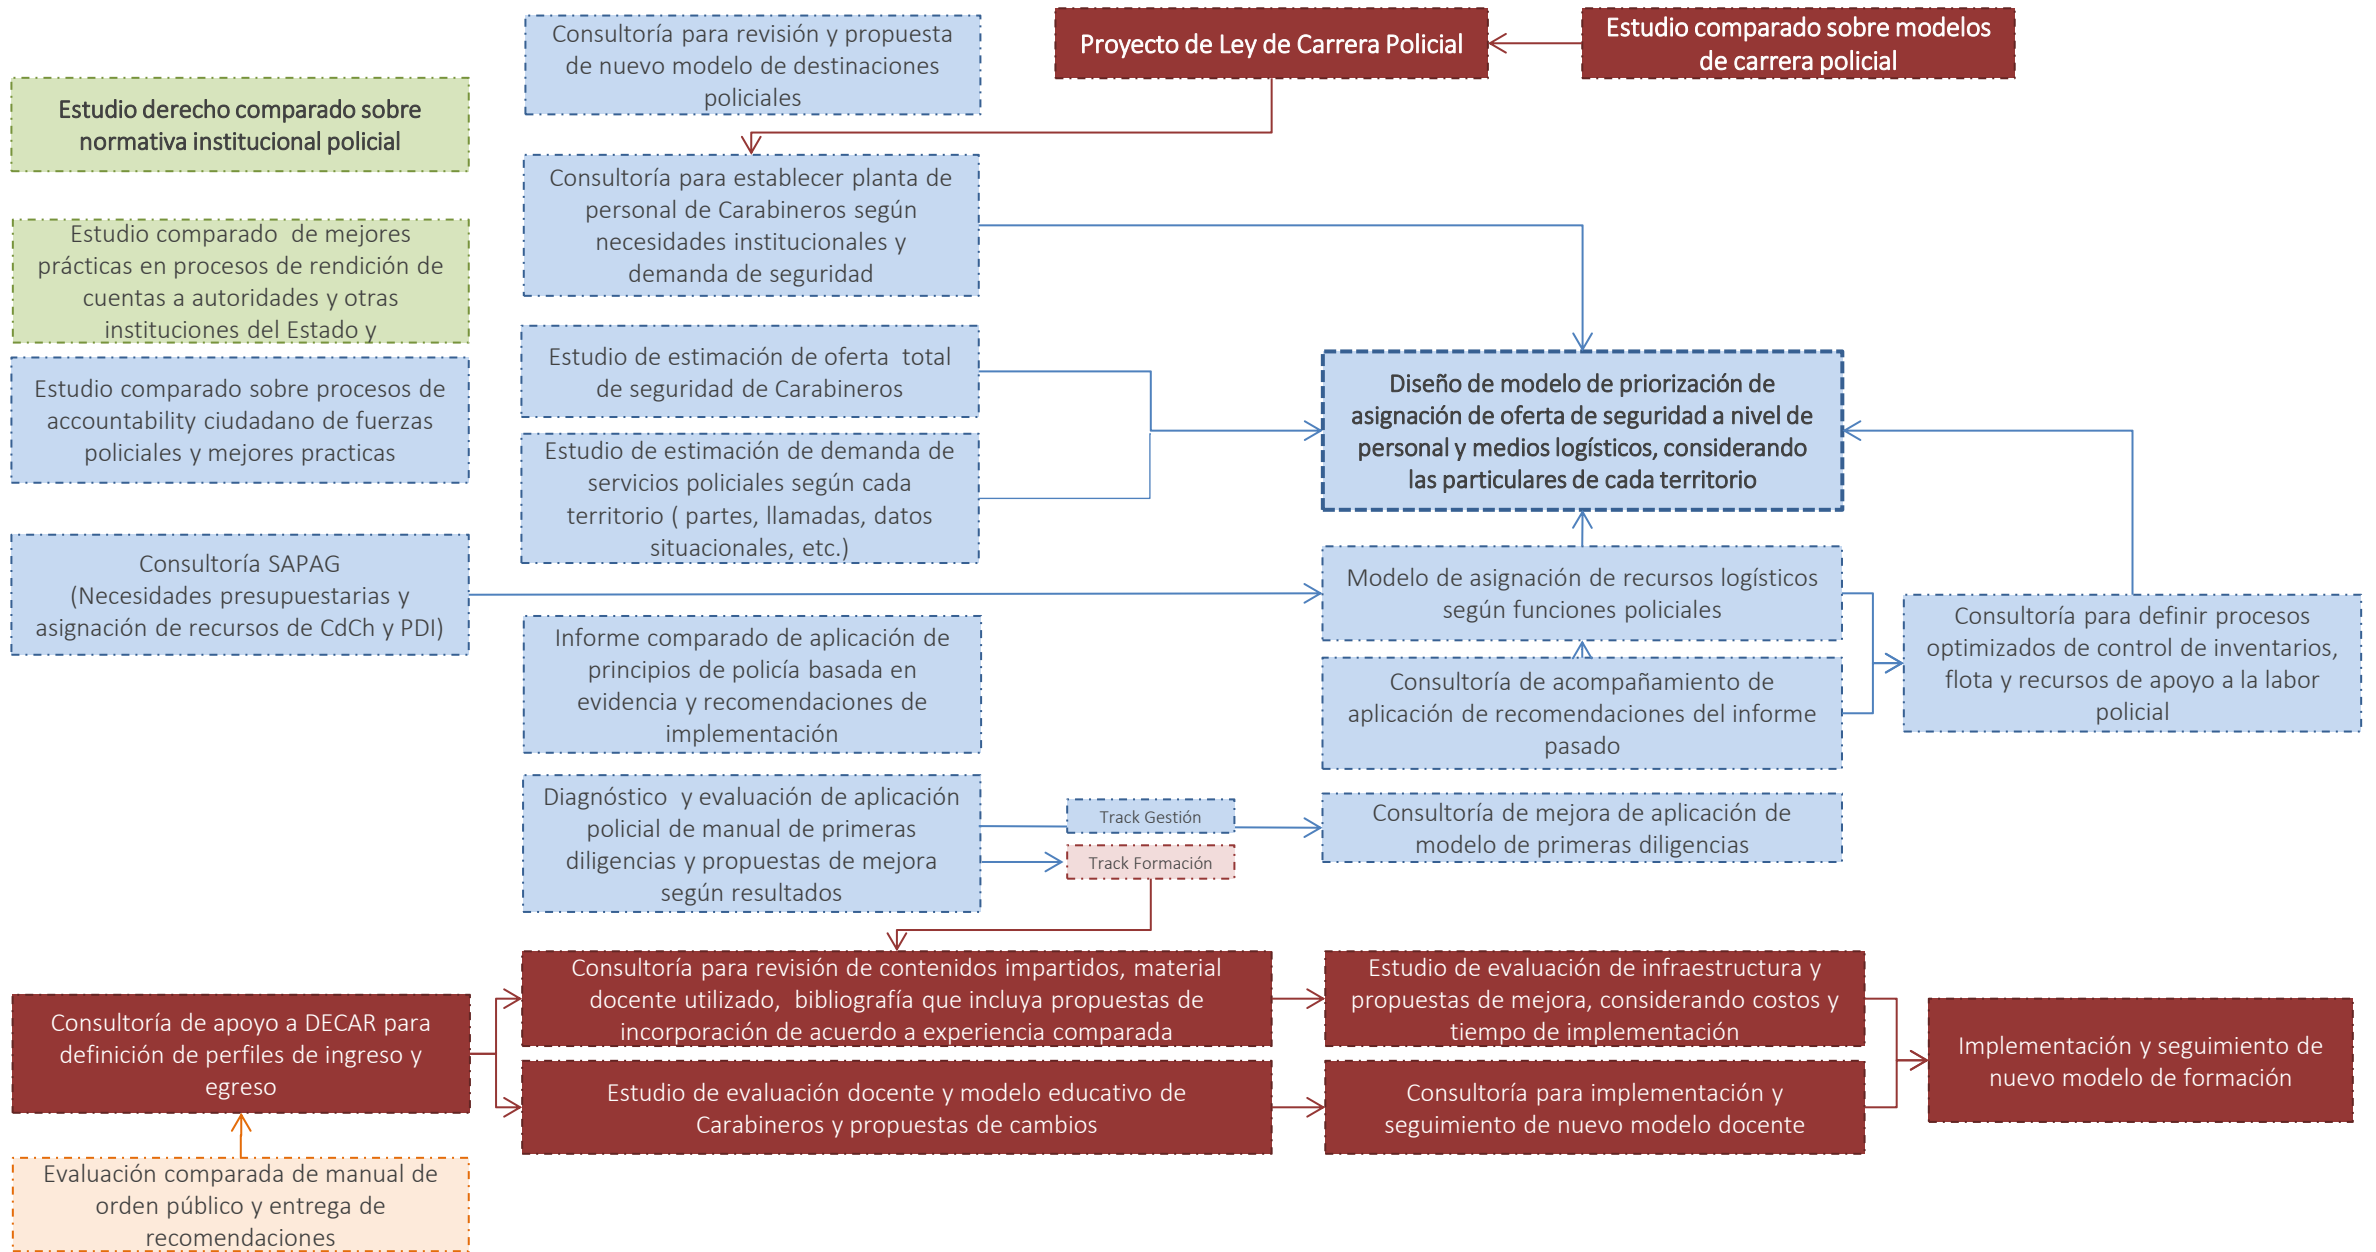 Consultoría para revisión y propuesta
de nuevo modelo de destinaciones
policiales
Proyecto de Ley de Carrera Policial
Estudio comparado sobre modelos
de carrera policial
Estudio derecho comparado sobre
normativa institucional policial
Consultoría para establecer planta de
personal de Carabineros según
necesidades institucionales y
demanda de seguridad
Estudio comparado de mejores
prácticas en procesos de rendición de
cuentas a autoridades y otras
instituciones del Estado y
Estudio de estimación de oferta total
de seguridad de Carabineros
Estudio comparado sobre procesos de
accountability ciudadano de fuerzas
policiales y mejores practicas
Diseño de modelo de priorización de
asignación de oferta de seguridad a nivel de
personal y medios logísticos, considerando
las particulares de cada territorio
Estudio de estimación de demanda de
servicios policiales según cada
territorio ( partes, llamadas, datos
situacionales, etc.)
Consultoría SAPAG
(Necesidades presupuestarias y
asignación de recursos de CdCh y PDI)
Modelo de asignación de recursos logísticos
según funciones policiales
Consultoría para definir procesos
optimizados de control de inventarios,
flota y recursos de apoyo a la labor
policial
Informe comparado de aplicación de
principios de policía basada en
evidencia y recomendaciones de
implementación
Consultoría de acompañamiento de
aplicación de recomendaciones del informe
pasado
Diagnóstico y evaluación de aplicación
policial de manual de primeras
diligencias y propuestas de mejora
según resultados
Track Gestión
Track Formación
Consultoría de mejora de aplicación de
modelo de primeras diligencias
Consultoría para revisión de contenidos impartidos, material
docente utilizado, bibliografía que incluya propuestas de
incorporación de acuerdo a experiencia comparada
Estudio de evaluación de infraestructura y
propuestas de mejora, considerando costos y
tiempo de implementación
Consultoría de apoyo a DECAR para
definición de perfiles de ingreso y
egreso
Implementación y seguimiento de
nuevo modelo de formación
Estudio de evaluación docente y modelo educativo de
Carabineros y propuestas de cambios
Consultoría para implementación y
seguimiento de nuevo modelo docente
Evaluación comparada de manual de
orden público y entrega de
recomendaciones